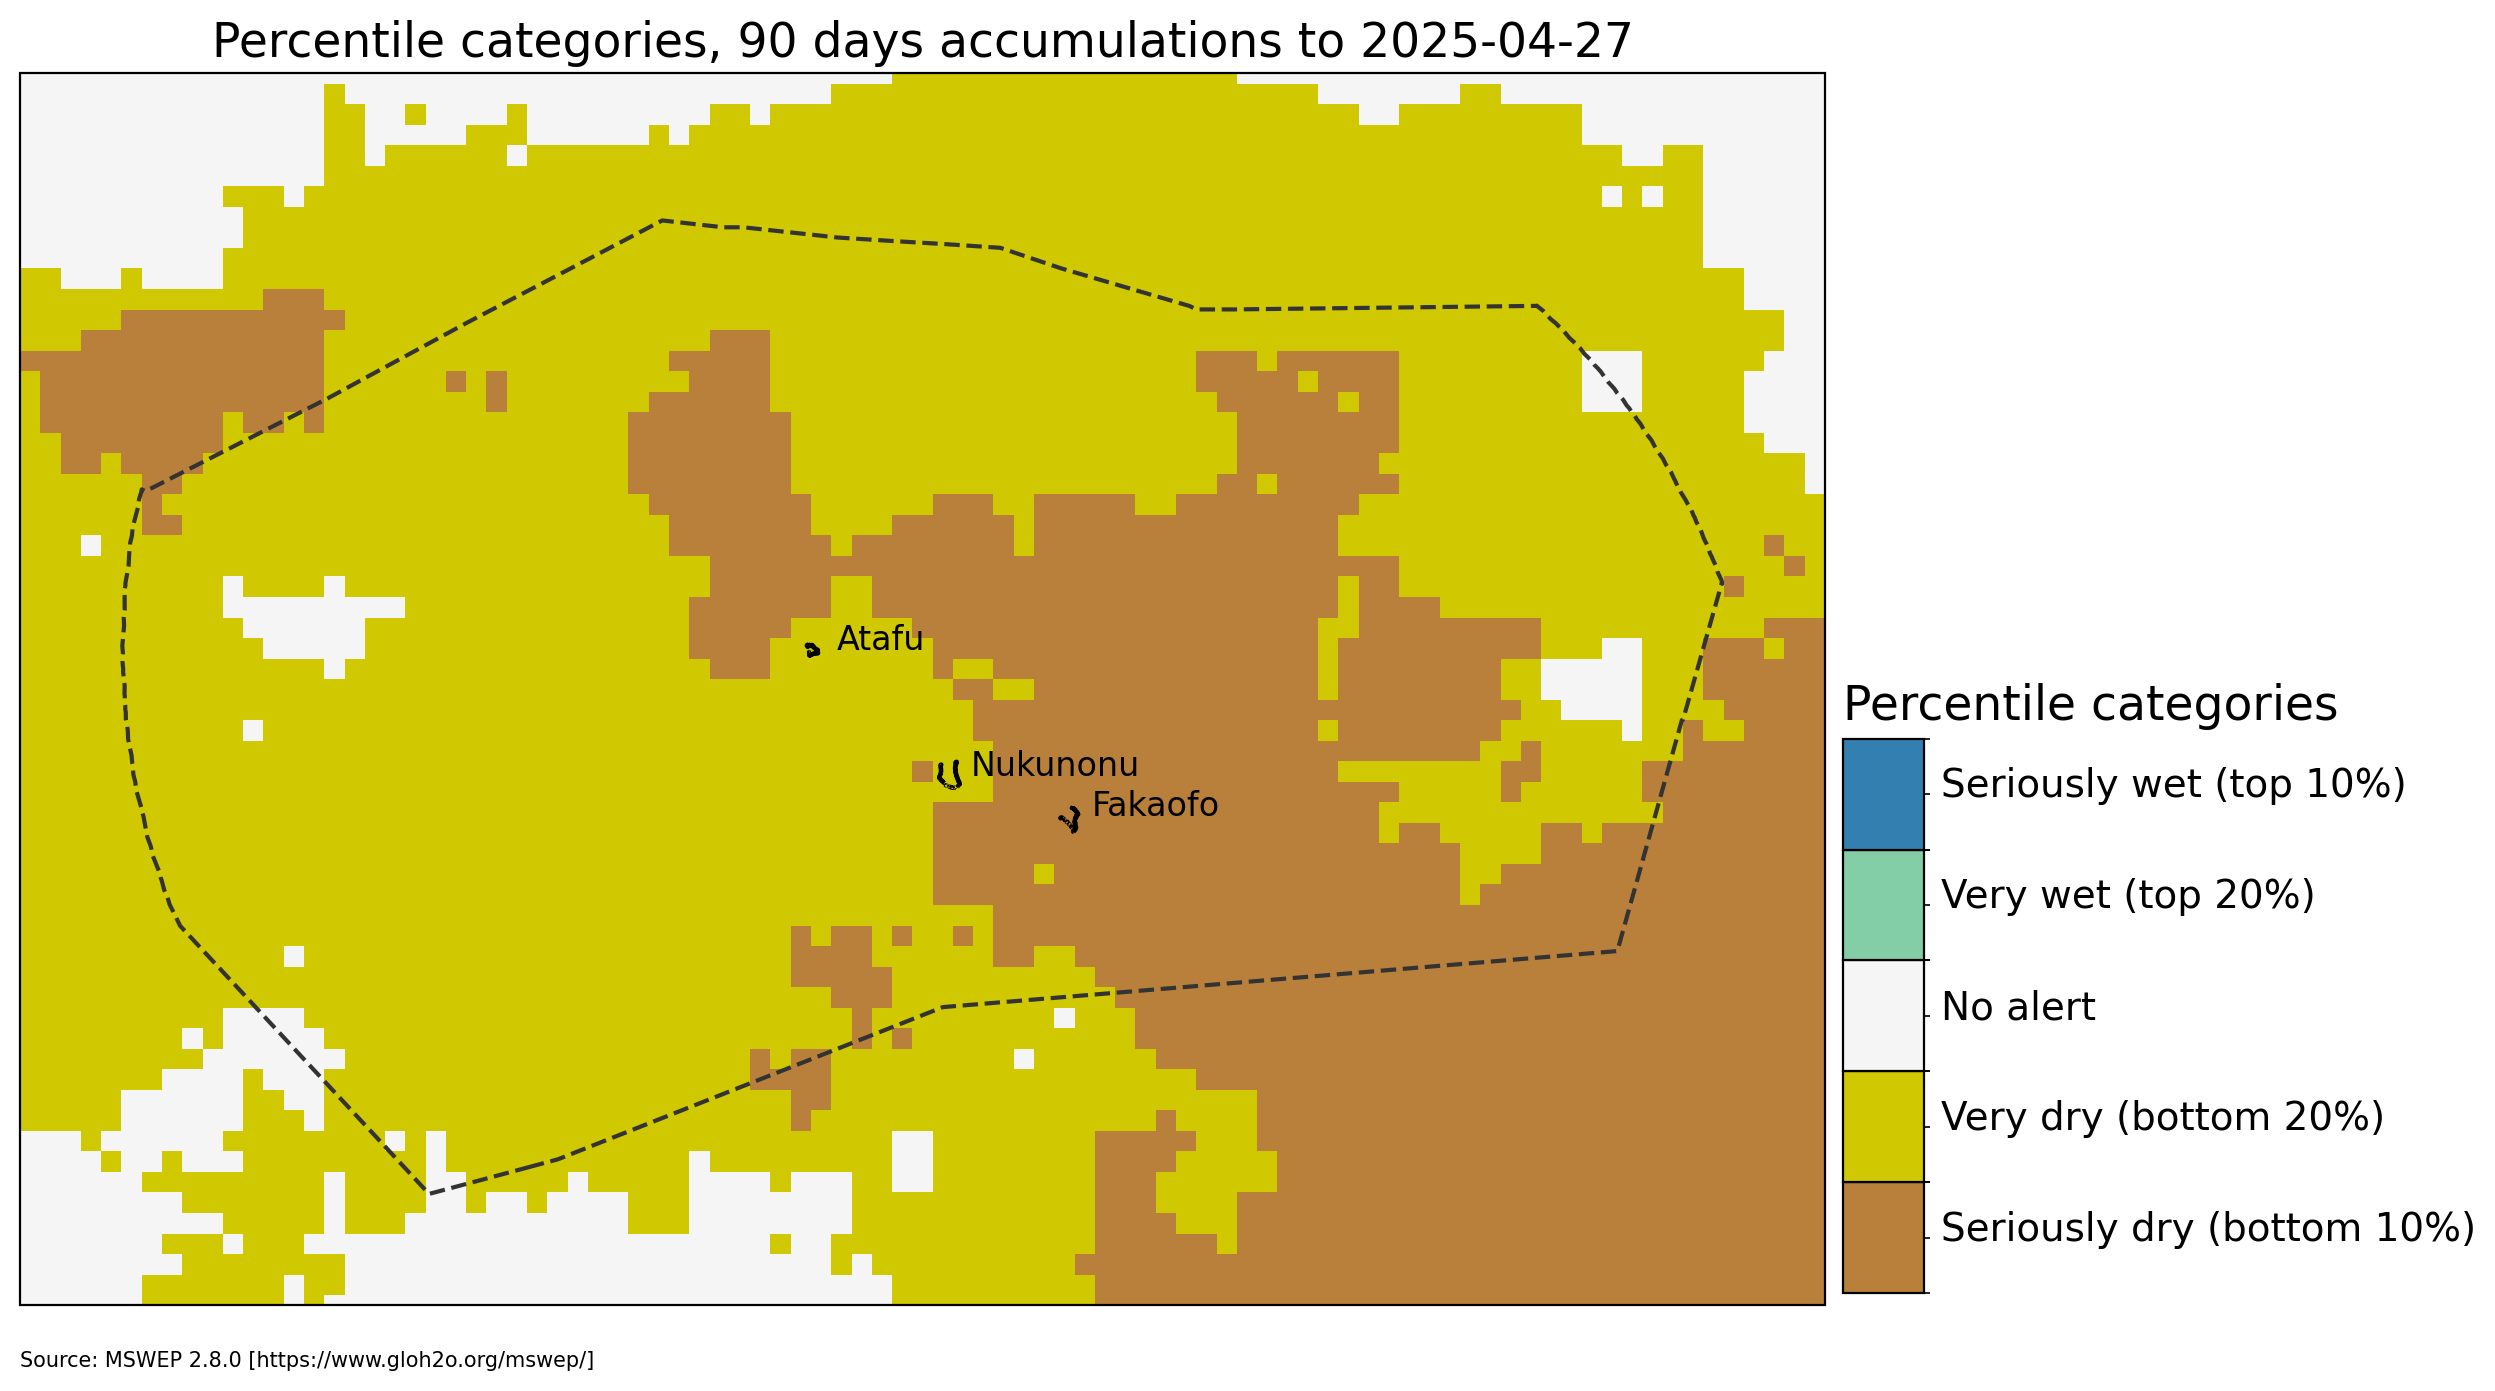 Percentile categories, 90 days accumulations to 2025-04-27
Atafu
Nukunonu
Fakaofo
Percentile categories
Seriously wet (top 10%)
Very wet (top 20%)
No alert
Very dry (bottom 20%)
Seriously dry (bottom 10%)
Source: MSWEP 2.8.0 [https://www.gloh2o.org/mswep/]